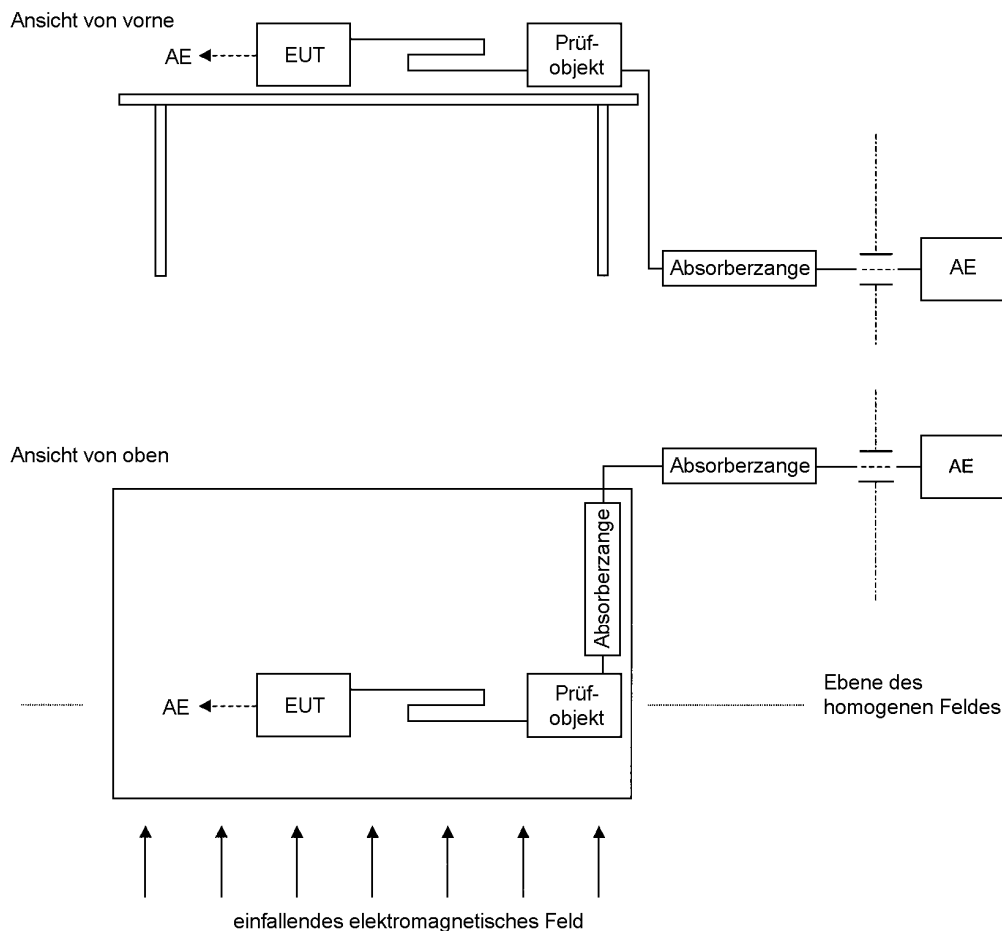 Ansicht von vorne
AE
EUT
Prüf-
objekt
Absorberzange
AE
Ansicht von oben
Absorberzange
AE
Absorberzange
AE
EUT
Prüf-
objekt
Ebene des
homogenen Feldes
einfallendes elektromagnetisches Feld